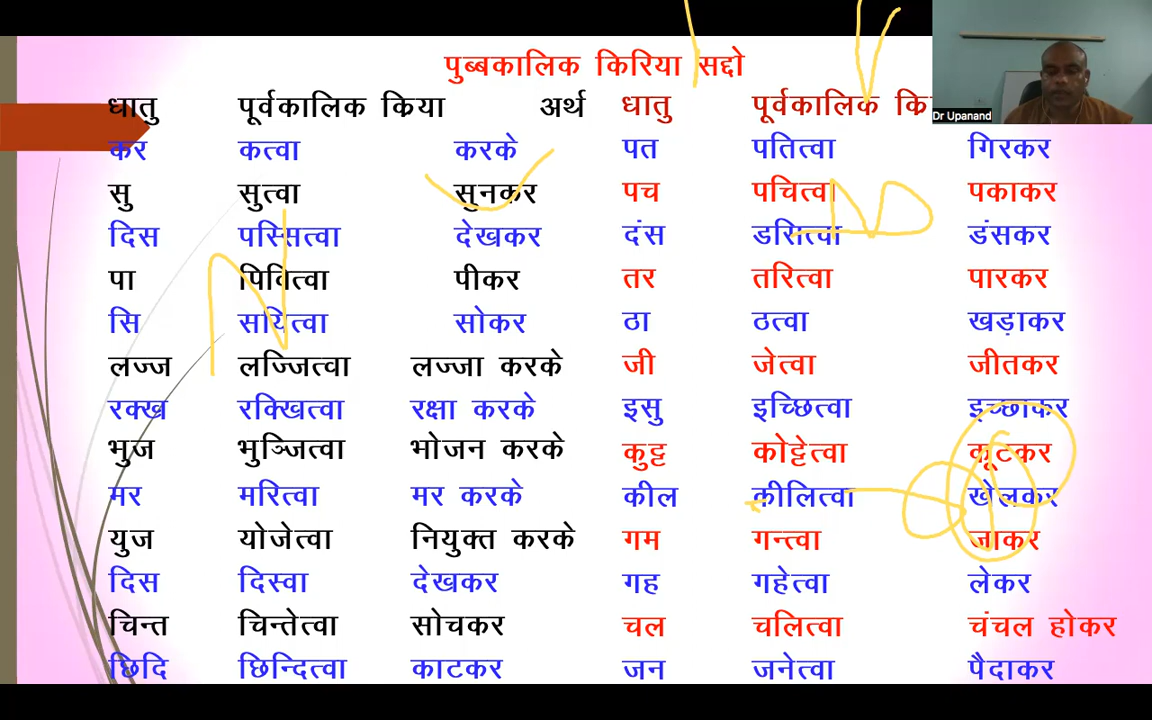 पुब्बकालिक किरिया सद्दो
धातु पूर्वकालिक क्रिया अर्थ धातु पूर्वकालिक
Dr Upanand
कर कत्वा करके पत पतित्वा गिरकर
सु सुत्वा सुनकर पच पचित्वा पकाकर
दिस पस्सित्वा देखकर दंस डसित्वा डंसकर
पा पिवित्वा पीकर तर तरित्वा पारकर
सि सयित्वा सोकर ठा ठत्वा खड़ाकर
लज्ज लज्जित्वा लज्जा करके जी जेत्वा जीतकर
रक्ख रक्खित्वा रक्षा करके इसु इच्छित्वा इच्छाकर
भुज भुञ्जित्वा भोजन करके कुट्ट कोट्टेत्वा कूटकर
मर मरित्वा मर करके कील कीलित्वा खेलकर
युज योजेत्वा नियुक्त करके गम गन्त्वा जाकर
दिस दिस्वा देखकर गह गहेत्वा लेकर
चिन्त चिन्तेत्वा सोचकर चल चलित्वा चंचल होकर
छिदि छिन्दित्वा काटकर जन जनेत्वा पैदाकर